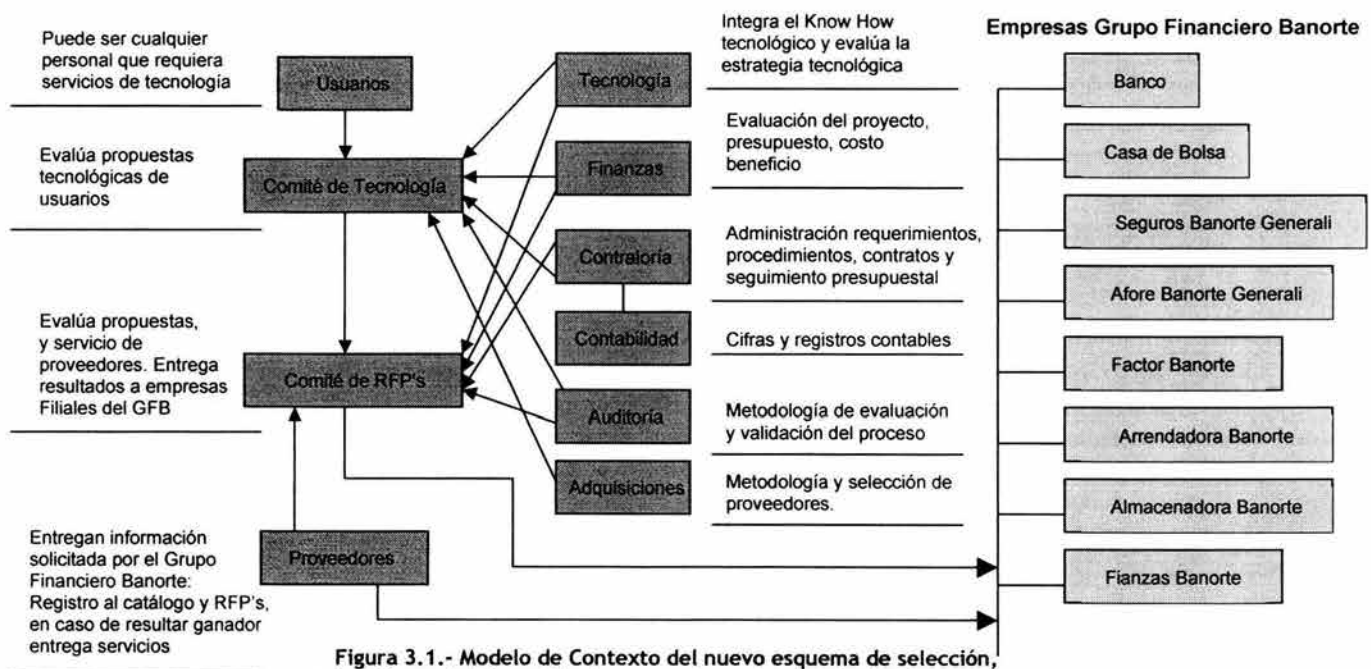 Puede ser cualquier
personal que requiera
servicios de tecnología
Usuarios
Evalúa propuestas
tecnológicas de
usuarios
Comité de Tecnología
Evalúa propuestas,
y servicio de
proveedores. Entrega
resultados a empresas
Filiales del GFB
Comité de RFP's
Entregan información
solicitada por el Grupo
Financiero Banorte:
Registro al catálogo y RFP's,
en caso de resultar ganador
entrega servicios
Proveedores
Tecnología
Integra el Know How
tecnológico y evalúa la
estrategia tecnológica
Finanzas
Evaluación del proyecto,
presupuesto, costo
beneficio
Contraloría
Administración requerimientos,
procedimientos, contratos y
seguimiento presupuestal
Contabilidad
Cifras y registros contables
Auditoría
Metodología de evaluación
y validación del proceso
Adquisiciones
Metodología y selección de
proveedores.
Empresas Grupo Financiero Banorte
Banco
Casa de Bolsa
Seguros Banorte Generali
Afore Banorte Generali
Factor Banorte
Arrendadora Banorte
Almacenadora Banorte
Fianzas Banorte
Figura 3.1.- Modelo de Contexto del nuevo esquema de selección,